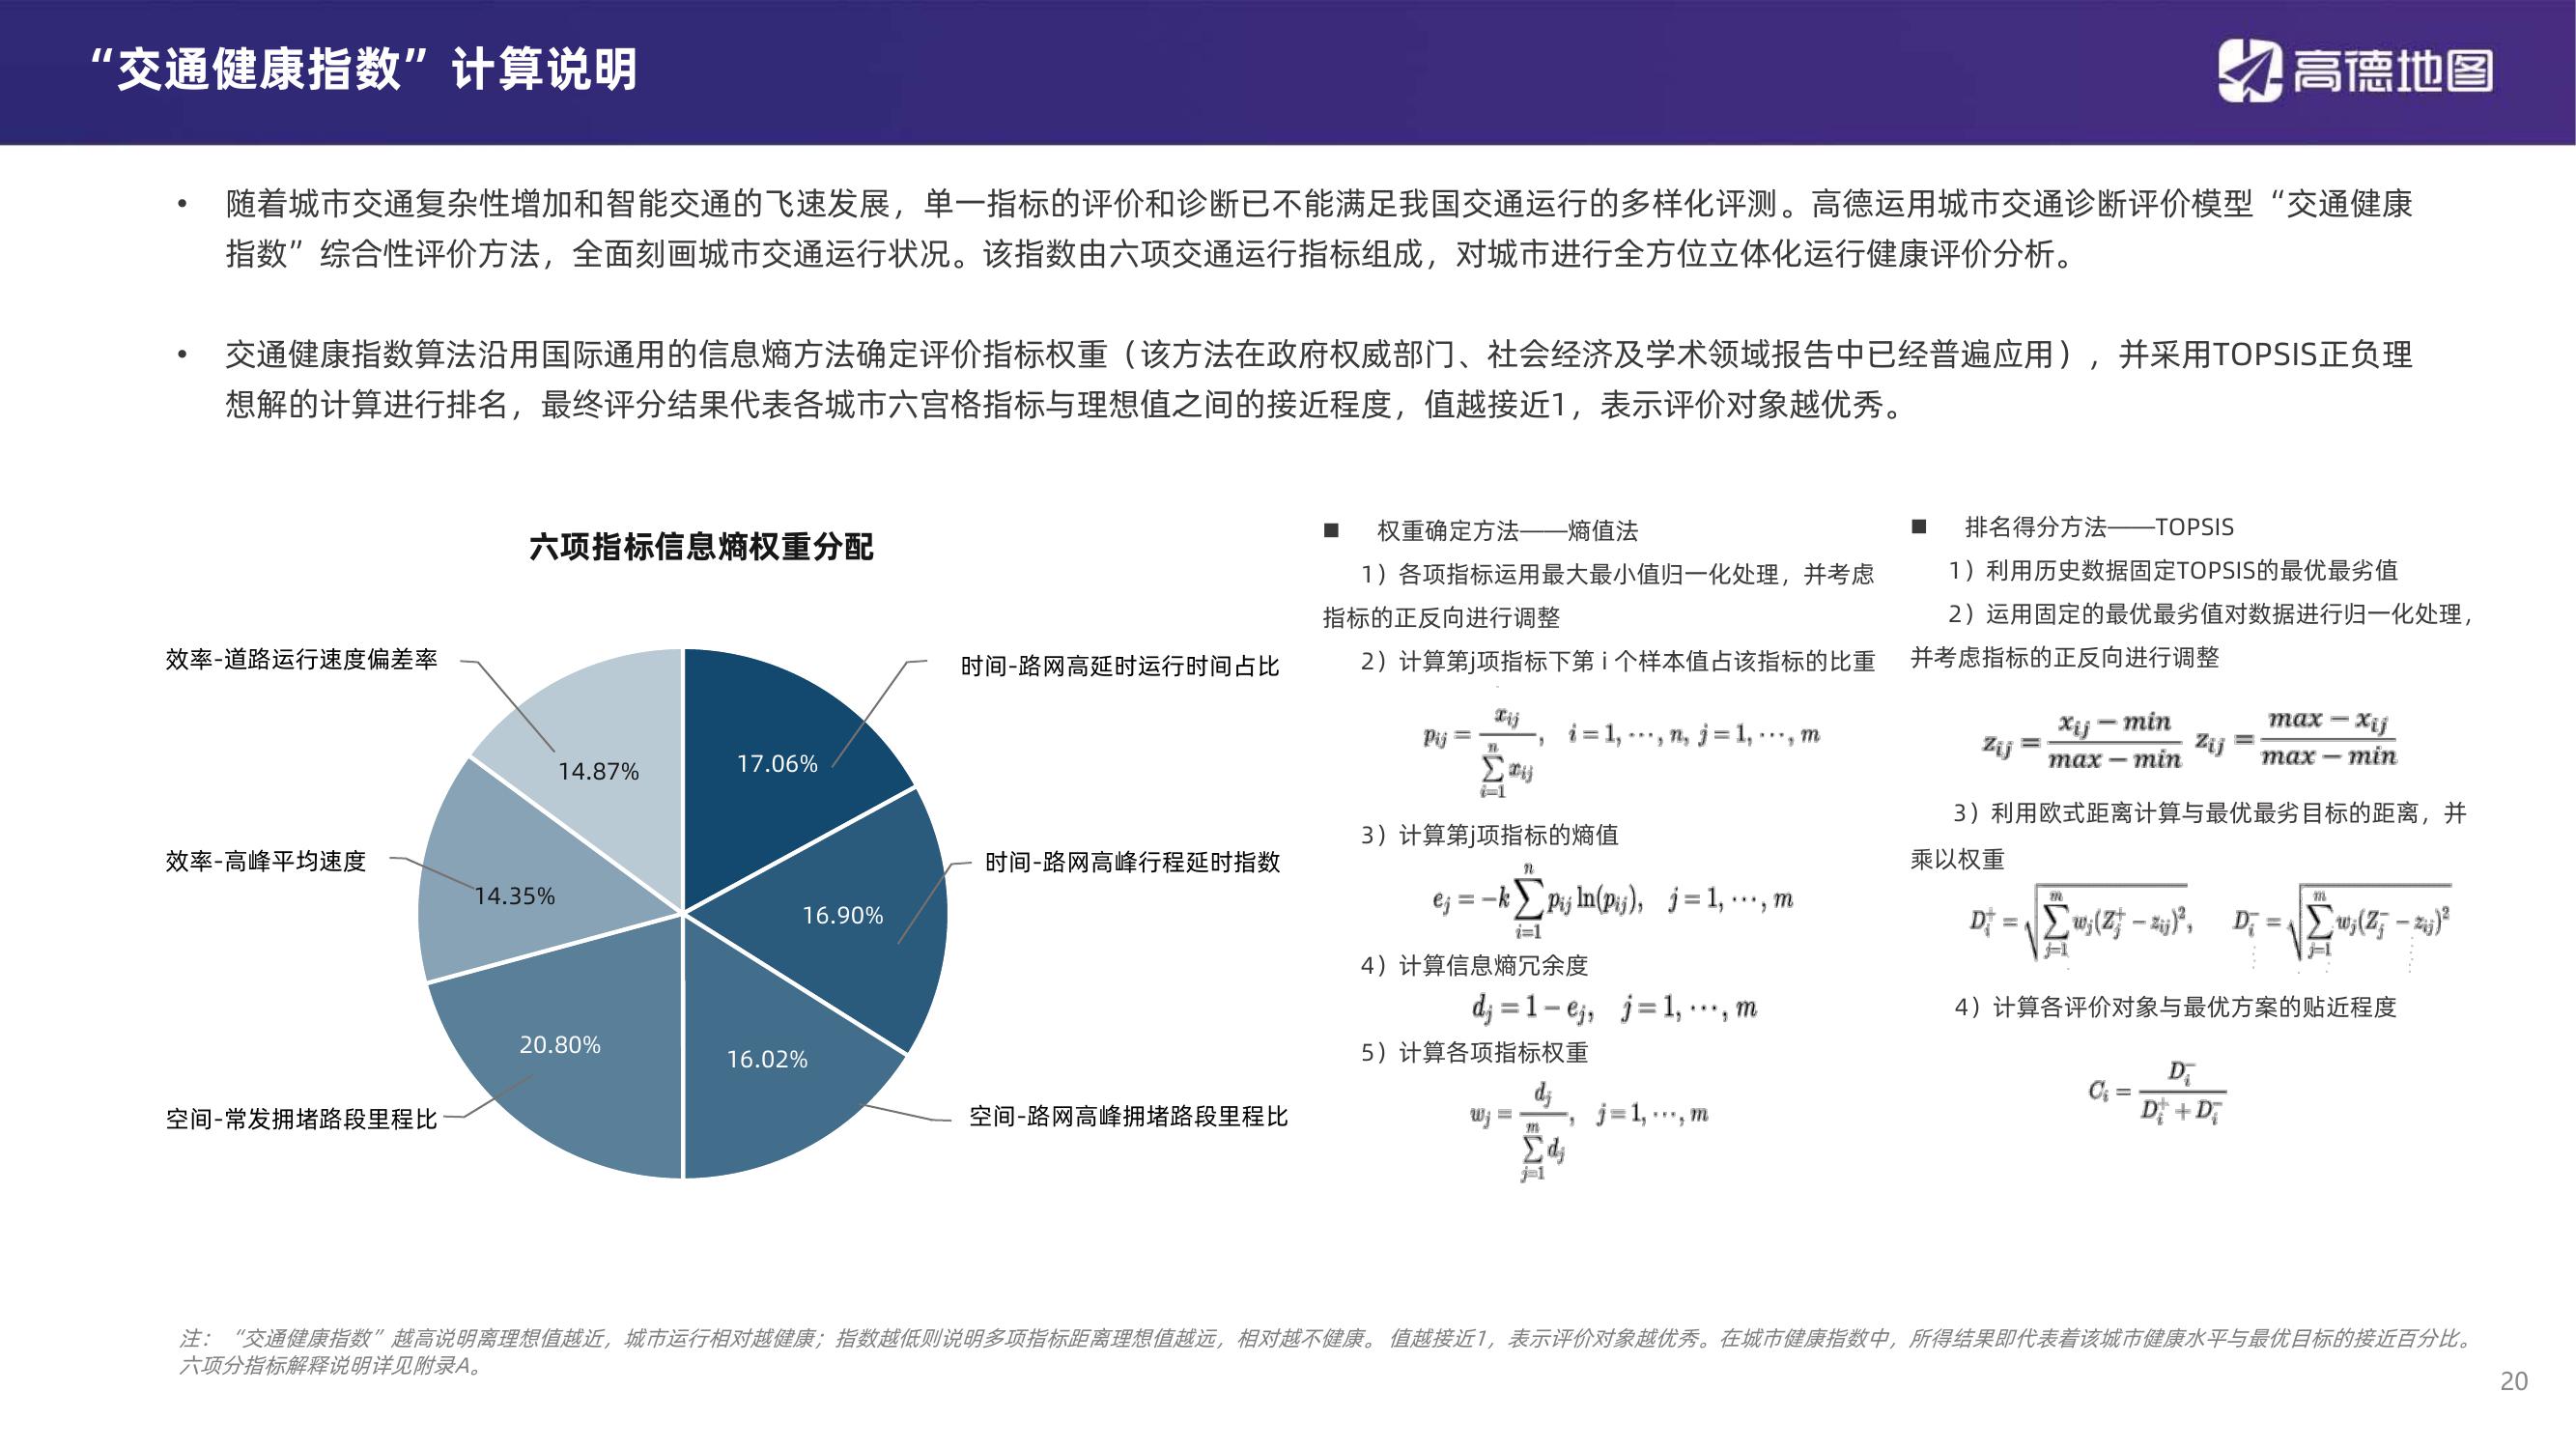 “交通健康指数”计算说明
高德地图
• 随着城市交通复杂性增加和智能交通的飞速发展，单一指标的评价和诊断已不能满足我国交通运行的多样化评测。高德运用城市交通诊断评价模型“交通健康
指数”综合性评价方法，全面刻画城市交通运行状况。该指数由六项交通运行指标组成，对城市进行全方位立体化运行健康评价分析。
• 交通健康指数算法沿用国际通用的信息熵方法确定评价指标权重（该方法在政府权威部门、社会经济及学术领域报告中已经普遍应用），并采用TOPSIS正负理
想解的计算进行排名，最终评分结果代表各城市六宫格指标与理想值之间的接近程度，值越接近1，表示评价对象越优秀。
六项指标信息熵权重分配
效率-道路运行速度偏差率
时间-路网高延时运行时间占比
14.87%
17.06%
效率-高峰平均速度
时间-路网高峰行程延时指数
14.35%
16.90%
20.80%
16.02%
空间-常发拥堵路段里程比
空间-路网高峰拥堵路段里程比
■ 权重确定方法——熵值法
1）各项指标运用最大最小值归一化处理，并考虑
指标的正反向进行调整
2）计算第j项指标下第 i 个样本值占该指标的比重
p_{ij} = \frac{x_{ij}}{\sum_{i=1}^{n} x_{ij}}, i = 1, ⋯, n, j = 1, ⋯, m
3）计算第j项指标的熵值
e_j = −k \sum_{i=1}^{n} p_{ij} ln(p_{ij}), j = 1, ⋯, m
4）计算信息熵冗余度
d_j = 1 − e_j, j = 1, ⋯, m
5）计算各项指标权重
w_j = \frac{d_j}{\sum_{j=1}^{m} d_j}, j = 1, ⋯, m
■ 排名得分方法——TOPSIS
1）利用历史数据固定TOPSIS的最优最劣值
2）运用固定的最优最劣值对数据进行归一化处理，
并考虑指标的正反向进行调整
z_{ij} = \frac{x_{ij} − min}{max − min} z_{ij} = \frac{max − x_{ij}}{max − min}
3）利用欧式距离计算与最优最劣目标的距离，并
乘以权重
D_i^+ = \sqrt{\sum_{j=1}^{m} w_j(Z_j^+ − z_{ij})^2}, D_i^- = \sqrt{\sum_{j=1}^{m} w_j(Z_j^- − z_{ij})^2}
4）计算各评价对象与最优方案的贴近程度
C_i = \frac{D_i^-}{D_i^+ + D_i^-}
注：“交通健康指数”越高说明离理想值越近，城市运行相对越健康；指数越低则说明多项指标距离理想值越远，相对越不健康。 值越接近1，表示评价对象越优秀。在城市健康指数中，所得结果即代表着该城市健康水平与最优目标的接近百分比。
六项分指标解释说明详见附录A。
20